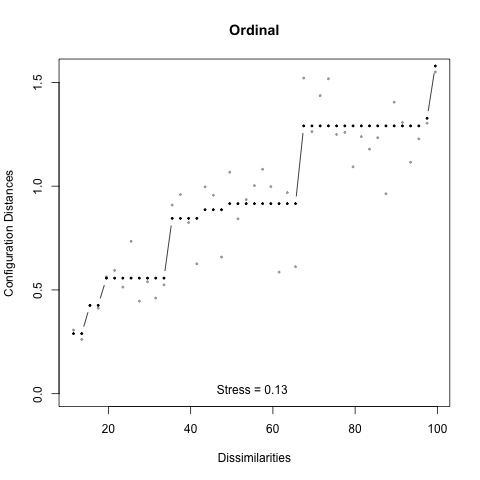 Ordinal
Configuration Distances
1.5
1.0
0.5
0.0
Stress = 0.13
20 40 60 80 100
Dissimilarities